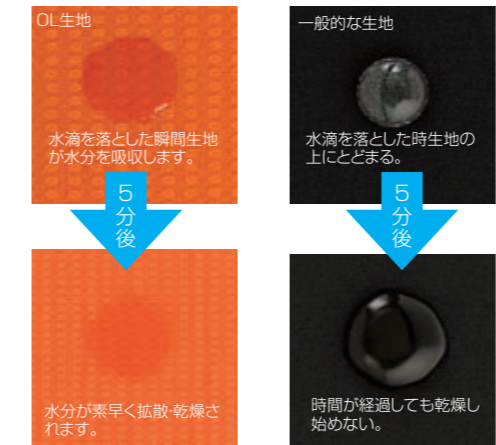 OL生地
水滴を落とした瞬間生地
が水分を吸収します。
5
分
後
水分が素早く拡散・乾燥さ
れます。
一般的な生地
水滴を落とした時生地の
上にとどまる。
5
分
後
時間が経過しても乾燥し
始めない。